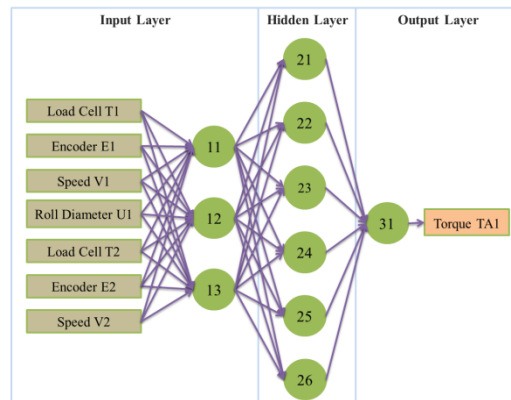 Input Layer
Hidden Layer
Output Layer
Load Cell T1
Encoder E1
Speed V1
Roll Diameter U1
Load Cell T2
Encoder E2
Speed V2
11
12
13
21
22
23
24
25
26
31
Torque TA1